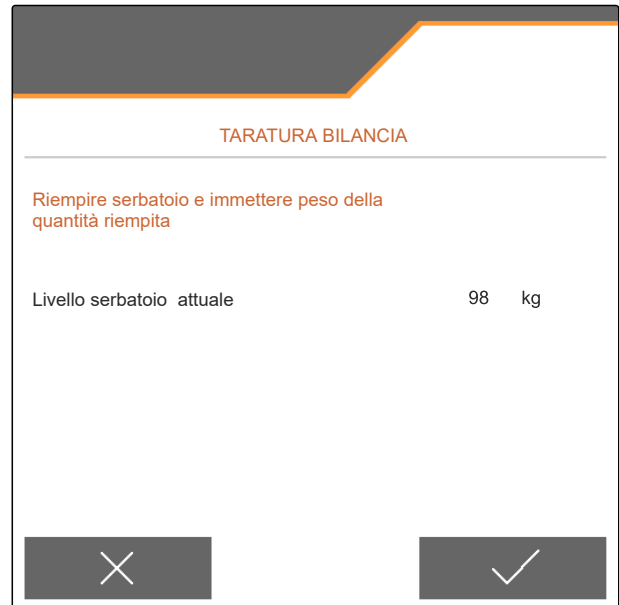 TARATURA BILANCIA
Riempire serbatoio e immettere peso della
quantità riempita
Livello serbatoio attuale 98 kg